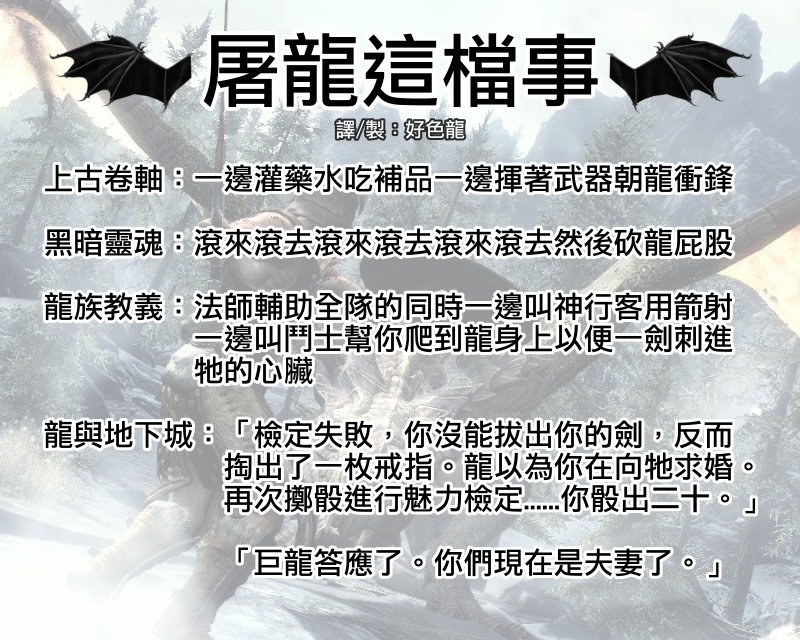 屠龍這檔事
譯/製：好色龍
上古卷軸：一邊灌藥水吃補品一邊揮著武器朝龍衝鋒
黑暗靈魂：滾來滾去滾來滾去滾來滾去然後砍龍屁股
龍族教義：法師輔助全隊的同時一邊叫神行客用箭射
一邊叫鬥士幫你爬到龍身上以便一劍刺進
牠的心臟
龍與地下城：「檢定失敗，你沒能拔出你的劍，反而
掏出了一枚戒指。龍以為你在向牠求婚。
再次擲骰進行魅力檢定......你骰出二十。」
「巨龍答應了。你們現在是夫妻了。」